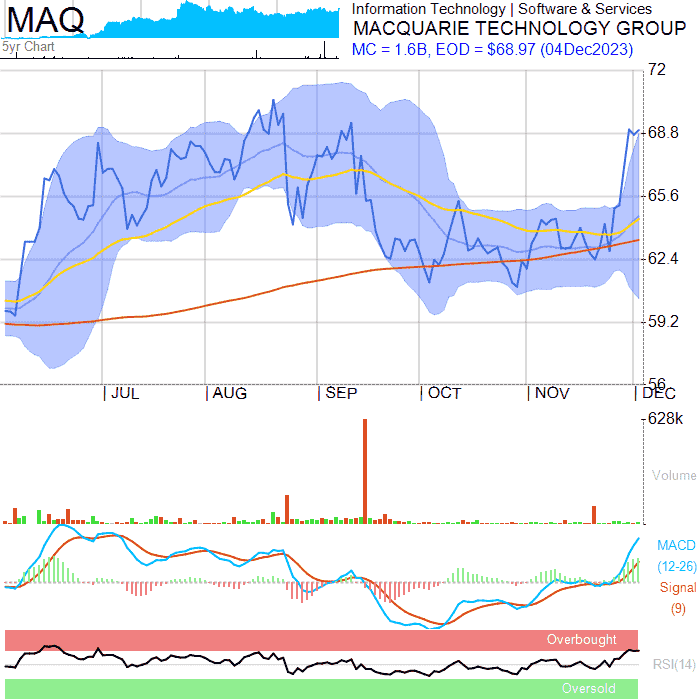 MAQ
Information Technology | Software & Services
MACQUARIE TECHNOLOGY GROUP
5yr Chart
MC = 1.6B, EOD = $68.97 (04Dec2023)
72
68.8
65.6
62.4
59.2
56
JUL
AUG
SEP
OCT
NOV
DEC
628k
Volume
MACD
(12-26)
Signal
(9)
Overbought
RSI(14)
Oversold